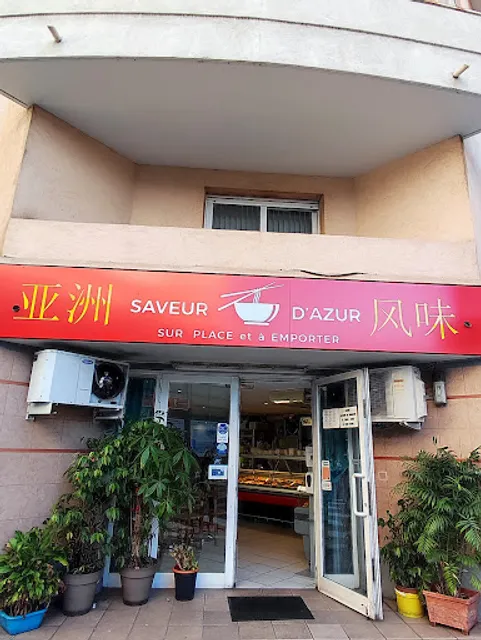 亚洲 SAVEUR D'AZUR 风味
SUR PLACE et à EMPORTER